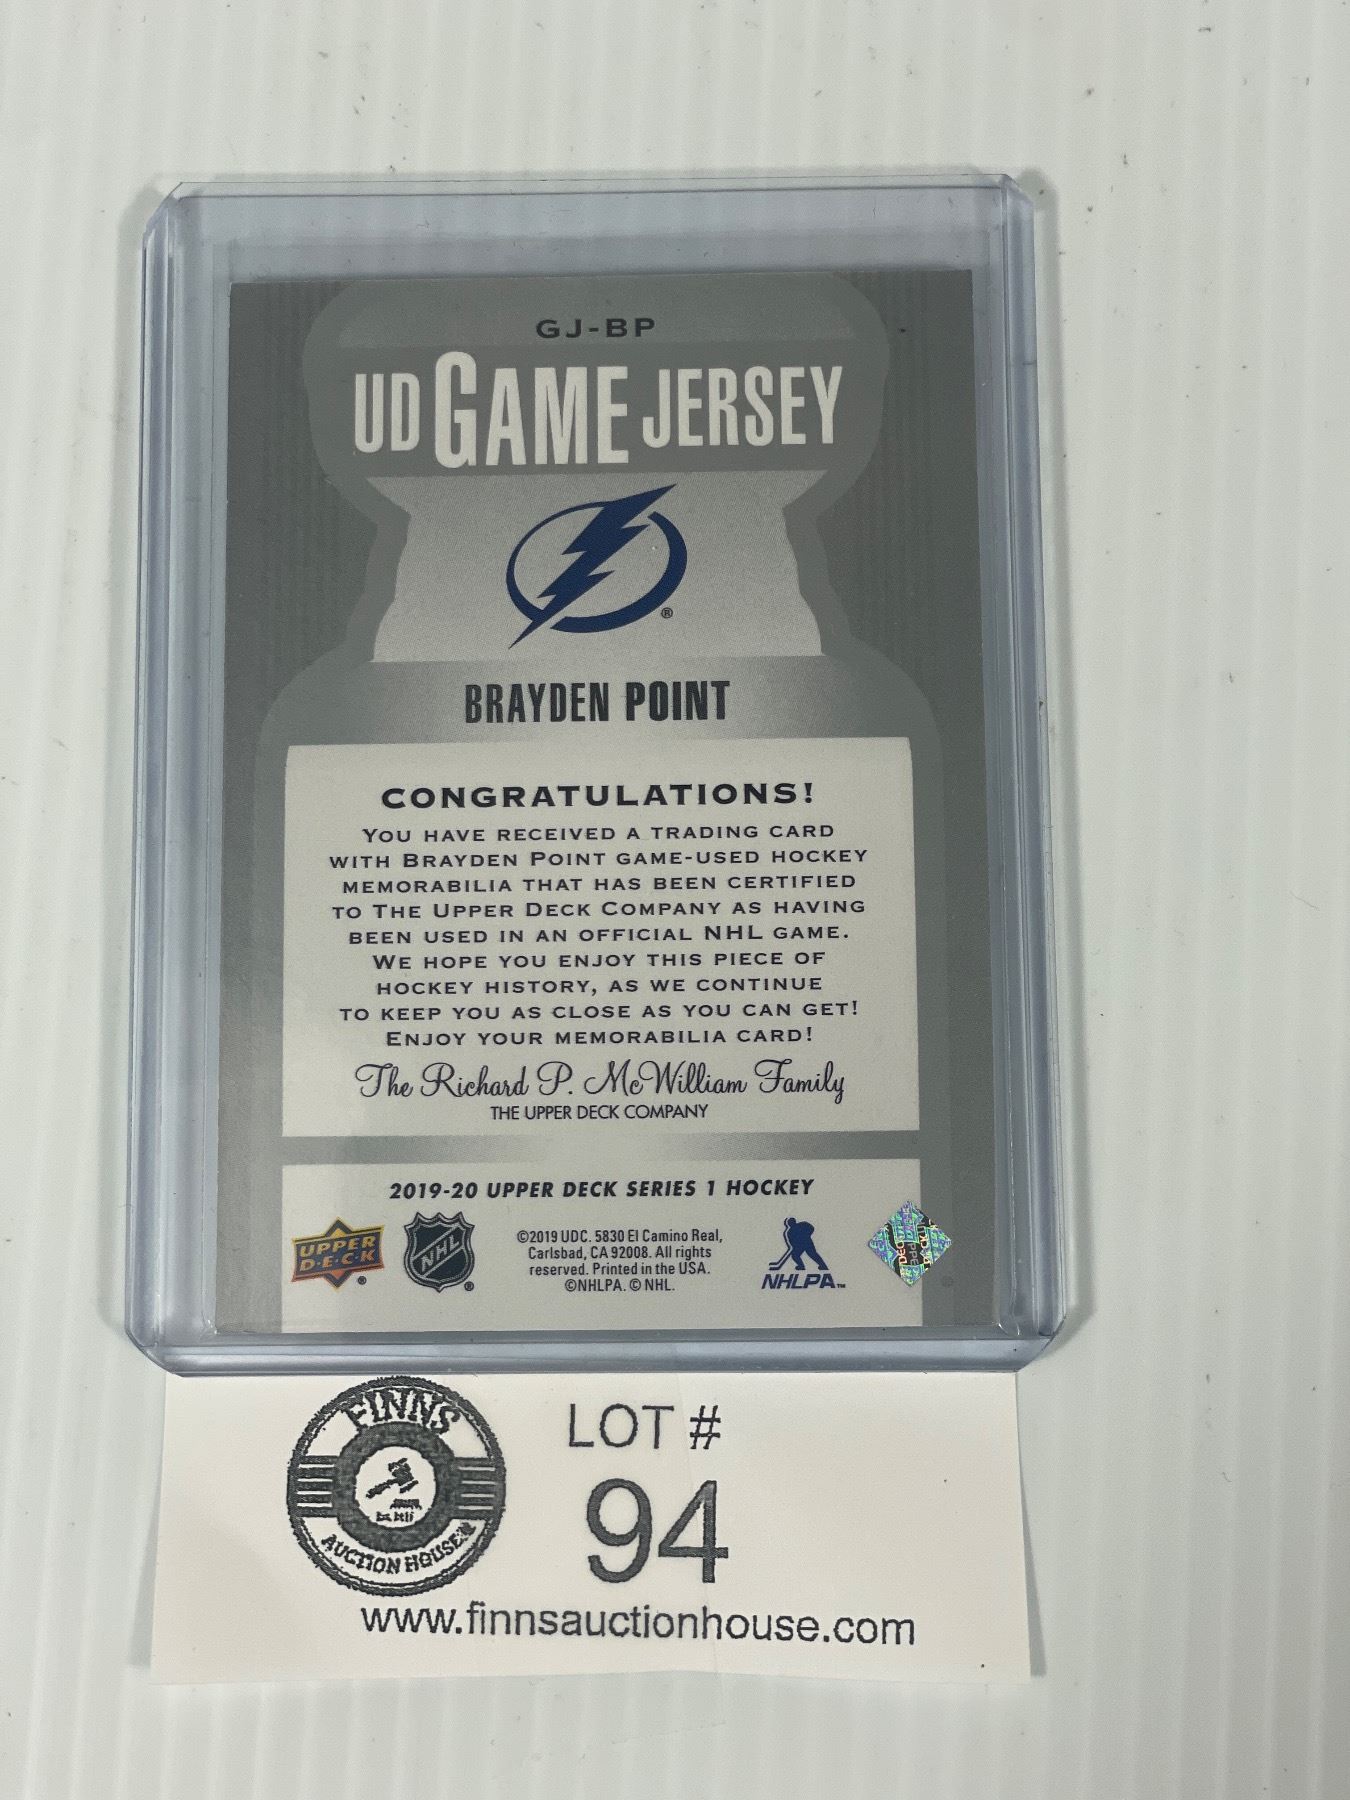 GJ-BP
UD GAME JERSEY
®
BRAYDEN POINT
CONGRATULATIONS!
YOU HAVE RECEIVED A TRADING CARD
WITH BRAYDEN POINT GAME-USED HOCKEY
MEMORABILIA THAT HAS BEEN CERTIFIED
TO THE UPPER DECK COMPANY AS HAVING
BEEN USED IN AN OFFICIAL NHL GAME.
WE HOPE YOU ENJOY THIS PIECE OF
HOCKEY HISTORY, AS WE CONTINUE
TO KEEP YOU AS CLOSE AS YOU CAN GET!
ENJOY YOUR MEMORABILIA CARD!
The Richard P. McWilliam Family
THE UPPER DECK COMPANY
2019-20 UPPER DECK SERIES 1 HOCKEY
UPPER
D·E·C·K
®
NHL
®
©2019 UDC. 5830 El Camino Real,
Carlsbad, CA 92008. All rights
reserved. Printed in the USA.
©NHLPA. © NHL.
NHLPA™
FINNS
AUCTION HOUSE
LOT #
94
www.finnsauctionhouse.com